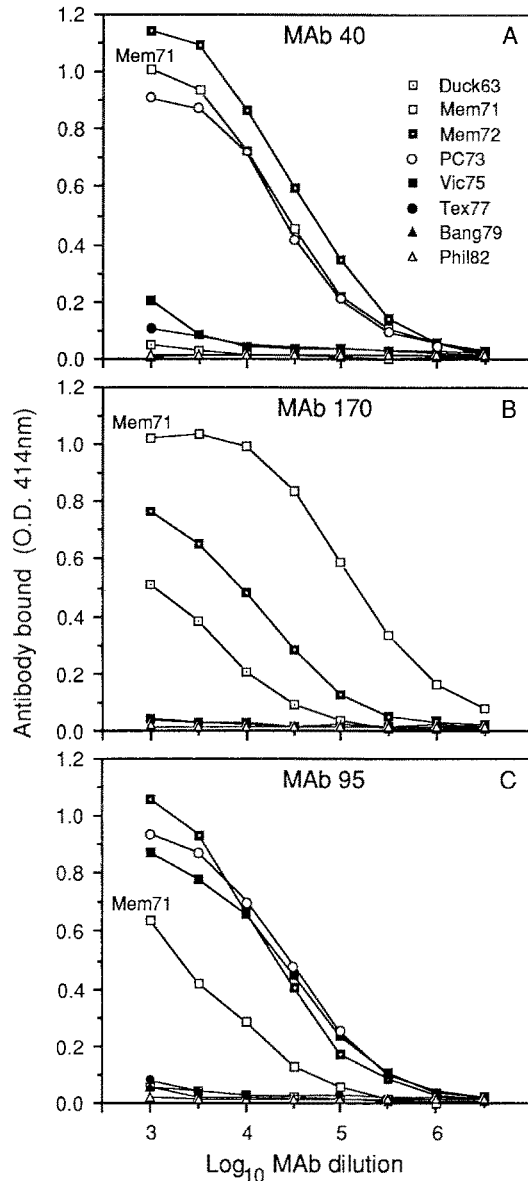 MAb 40
A
Mem71
Duck63
Mem71
Mem72
PC73
Vic75
Tex77
Bang79
Phil82
1.2
1.0
0.8
0.6
0.4
0.2
0.0
MAb 170
B
Mem71
1.2
1.0
0.8
0.6
0.4
0.2
0.0
MAb 95
C
Mem71
1.2
1.0
0.8
0.6
0.4
0.2
0.0
3 4 5 6
Log10 MAb dilution
Antibody bound (O.D. 414nm)